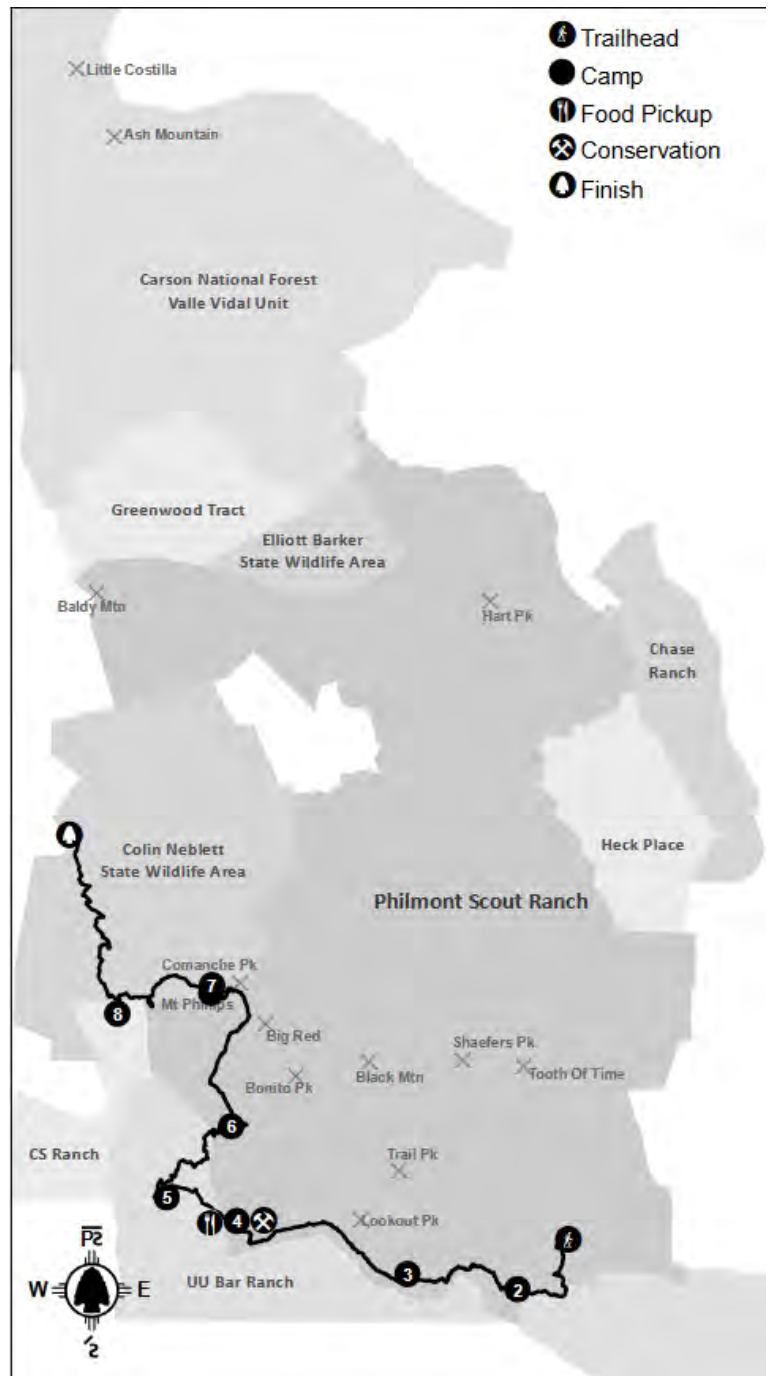 Trailhead
Camp
Food Pickup
Conservation
Finish
Little Costilla
Ash Mountain
Carson National Forest
Valle Vidal Unit
Greenwood Tract
Elliott Barker
State Wildlife Area
Baldy Mtn
Hart Pk
Chase
Ranch
Colin Neblett
State Wildlife Area
Heck Place
Philmont Scout Ranch
Comanche Pk
7
Mt Phillips
8
Big Red
Shaefers Pk
Black Mtn
Tooth Of Time
Bonito Pk
6
CS Ranch
Trail Pk
5
4
Lookout Pk
3
2
UU Bar Ranch
W
E